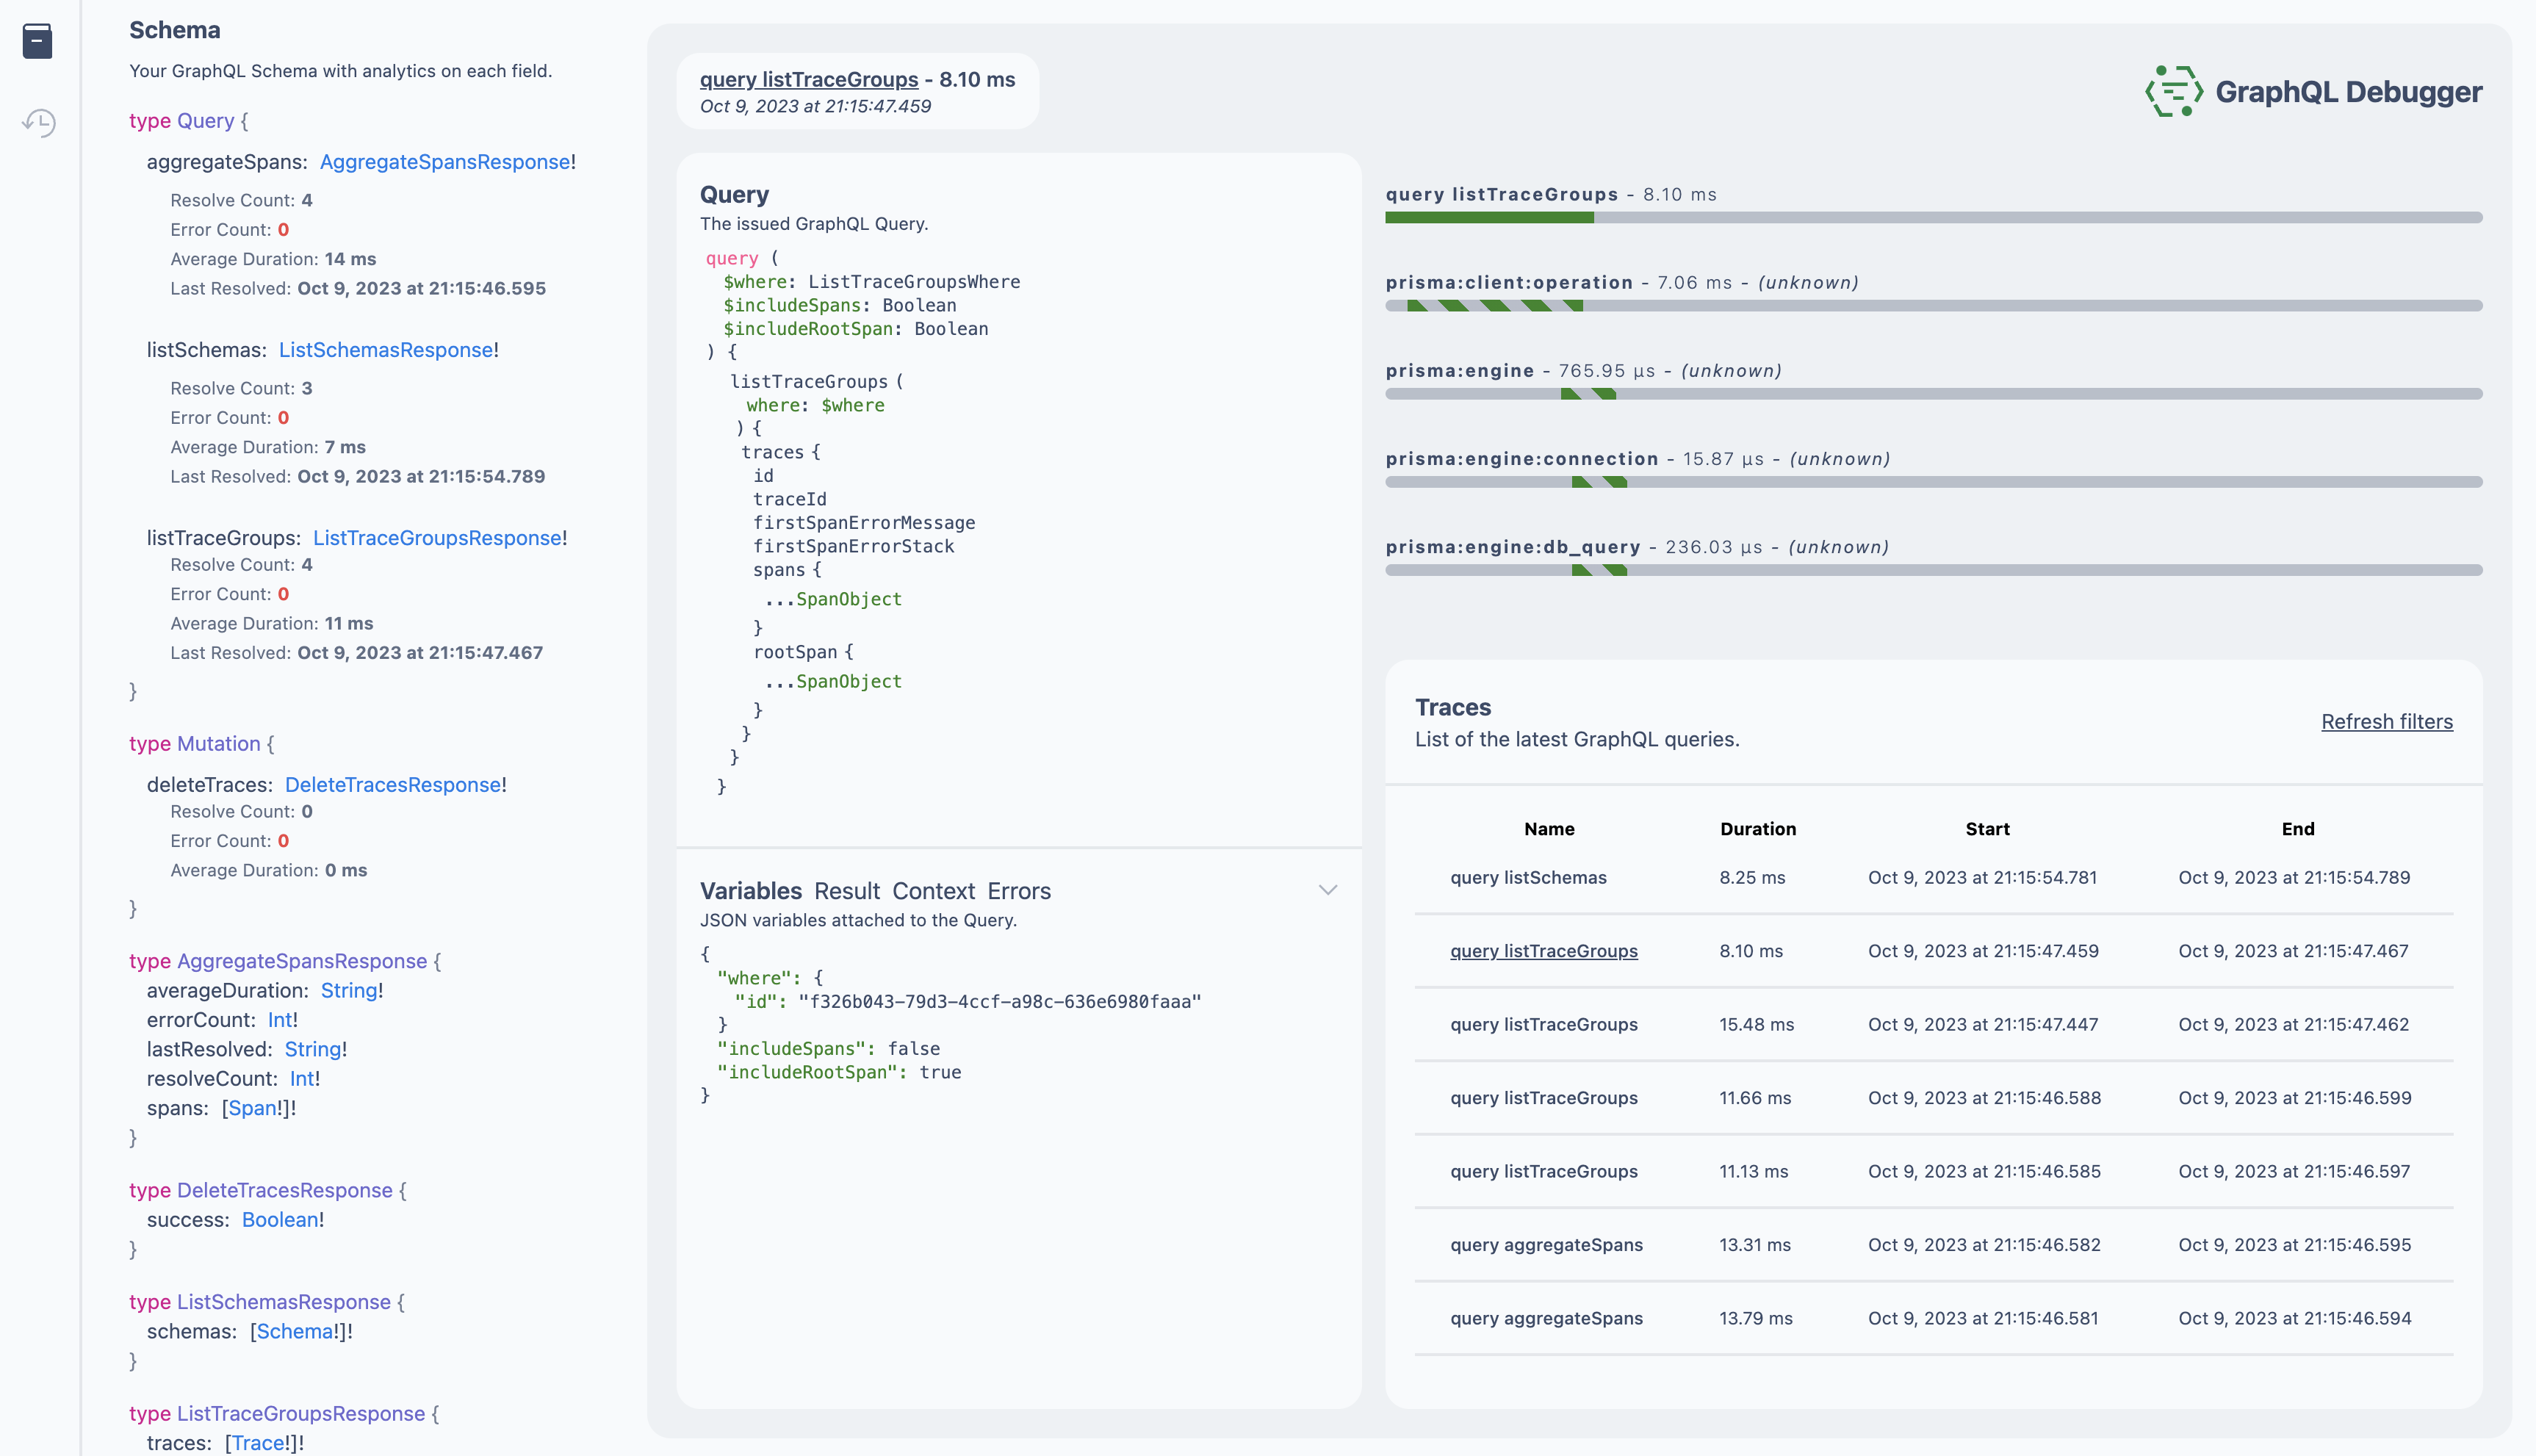 Schema
Your GraphQL Schema with analytics on each field.
type Query {
aggregateSpans: AggregateSpansResponse!
Resolve Count: 4
Error Count: 0
Average Duration: 14 ms
Last Resolved: Oct 9, 2023 at 21:15:46.595
listSchemas: ListSchemasResponse!
Resolve Count: 3
Error Count: 0
Average Duration: 7 ms
Last Resolved: Oct 9, 2023 at 21:15:54.789
listTraceGroups: ListTraceGroupsResponse!
Resolve Count: 4
Error Count: 0
Average Duration: 11 ms
Last Resolved: Oct 9, 2023 at 21:15:47.467
}
type Mutation {
deleteTraces: DeleteTracesResponse!
Resolve Count: 0
Error Count: 0
Average Duration: 0 ms
}
type AggregateSpansResponse {
averageDuration: String!
errorCount: Int!
lastResolved: String!
resolveCount: Int!
spans: [Span!]!
}
type DeleteTracesResponse {
success: Boolean!
}
type ListSchemasResponse {
schemas: [Schema!]!
}
type ListTraceGroupsResponse {
traces: [Trace!]!
query listTraceGroups - 8.10 ms
Oct 9, 2023 at 21:15:47.459
GraphQL Debugger
Query
The issued GraphQL Query.
query (
$where: ListTraceGroupsWhere
$includeSpans: Boolean
$includeRootSpan: Boolean
) {
listTraceGroups (
where: $where
) {
traces {
id
traceId
firstSpanErrorMessage
firstSpanErrorStack
spans {
...SpanObject
}
rootSpan {
...SpanObject
}
}
}
}
Variables Result Context Errors
JSON variables attached to the Query.
{
"where": {
"id": "f326b043-79d3-4ccf-a98c-636e6980faaa"
}
"includeSpans": false
"includeRootSpan": true
}
query listTraceGroups - 8.10 ms
prisma:client:operation - 7.06 ms - (unknown)
prisma:engine - 765.95 μs - (unknown)
prisma:engine:connection - 15.87 μs - (unknown)
prisma:engine:db_query - 236.03 μs - (unknown)
Traces
List of the latest GraphQL queries.
Refresh filters
Name Duration Start End
query listSchemas 8.25 ms Oct 9, 2023 at 21:15:54.781 Oct 9, 2023 at 21:15:54.789
query listTraceGroups 8.10 ms Oct 9, 2023 at 21:15:47.459 Oct 9, 2023 at 21:15:47.467
query listTraceGroups 15.48 ms Oct 9, 2023 at 21:15:47.447 Oct 9, 2023 at 21:15:47.462
query listTraceGroups 11.66 ms Oct 9, 2023 at 21:15:46.588 Oct 9, 2023 at 21:15:46.599
query listTraceGroups 11.13 ms Oct 9, 2023 at 21:15:46.585 Oct 9, 2023 at 21:15:46.597
query aggregateSpans 13.31 ms Oct 9, 2023 at 21:15:46.582 Oct 9, 2023 at 21:15:46.595
query aggregateSpans 13.79 ms Oct 9, 2023 at 21:15:46.581 Oct 9, 2023 at 21:15:46.594